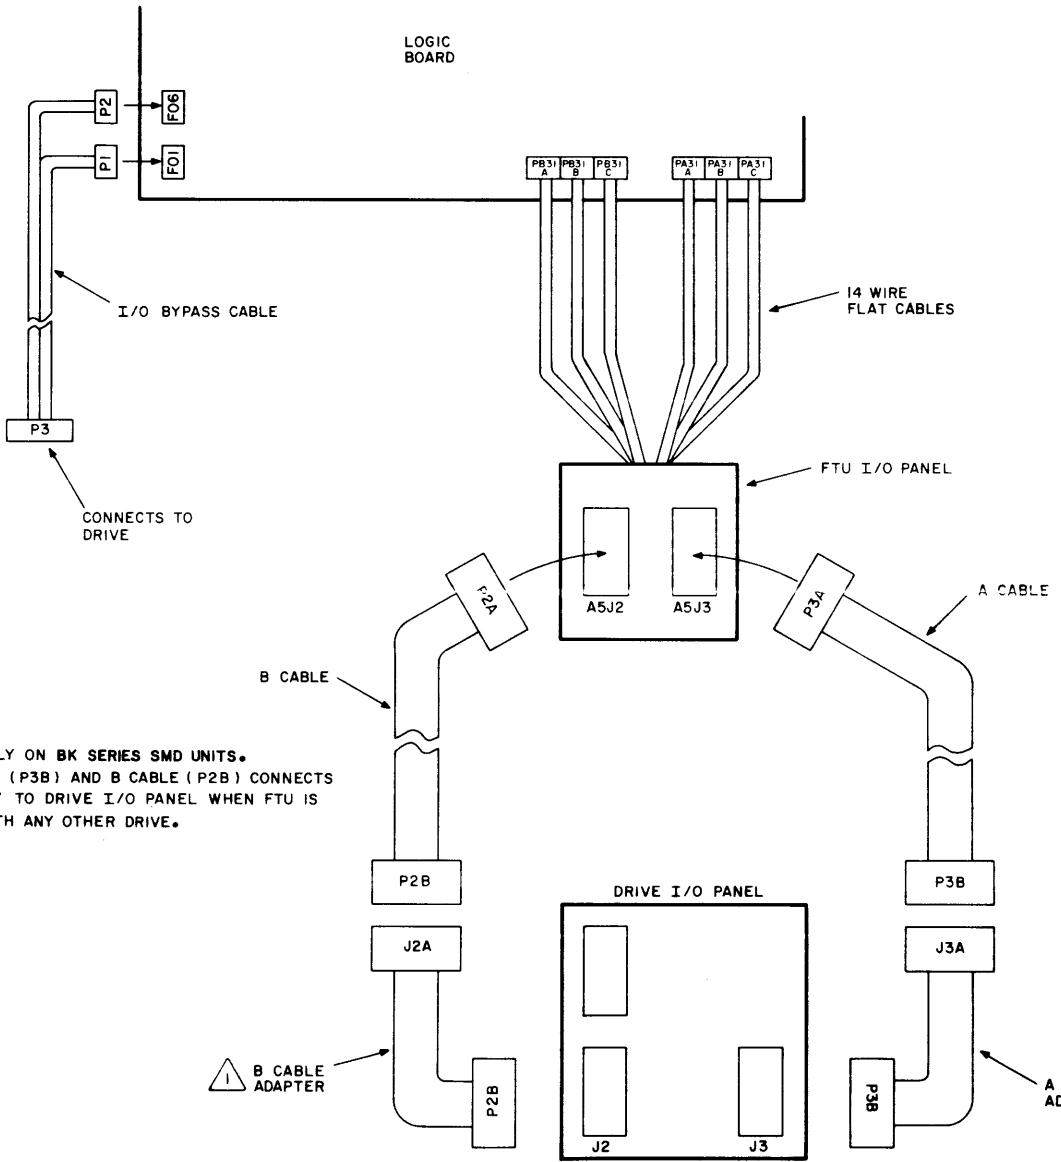 LOGIC
BOARD
P2
F06
P1
F01
PB31
A
PB31
B
PB31
C
PA31
A
PA31
B
PA31
C
I/O BYPASS CABLE
14 WIRE
FLAT CABLES
P3
CONNECTS TO
DRIVE
FTU I/O PANEL
A5J2
A5J3
P2A
P3A
A CABLE
B CABLE
LY ON BK SERIES SMD UNITS.
(P3B) AND B CABLE (P2B) CONNECTS
TO DRIVE I/O PANEL WHEN FTU IS
TH ANY OTHER DRIVE.
P2B
P3B
DRIVE I/O PANEL
J2A
J3A
1
B CABLE
ADAPTER
P2B
J2
J3
P3B
A
AD